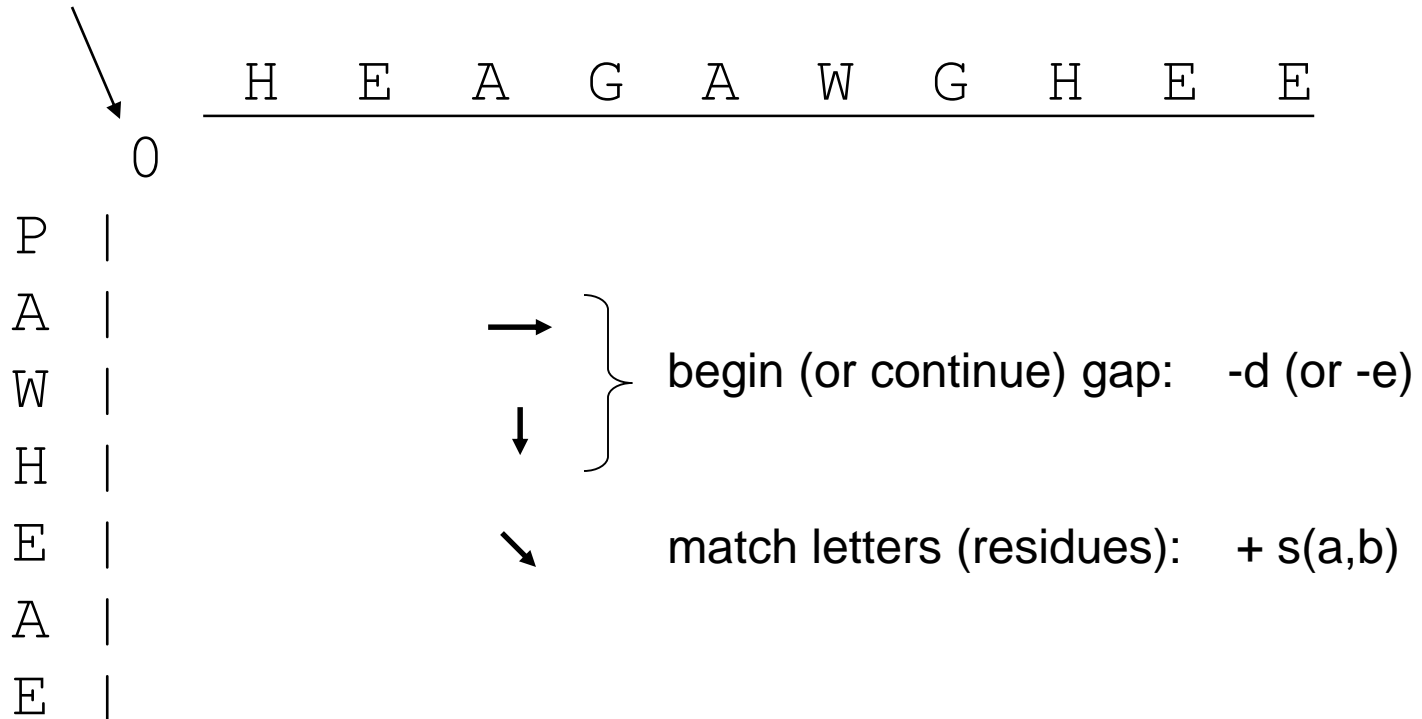 H E A G A W G H E E
0
P |
A |
begin (or continue) gap: -d (or -e)
W |
H |
E | match letters (residues): + s(a,b)
A |
E |